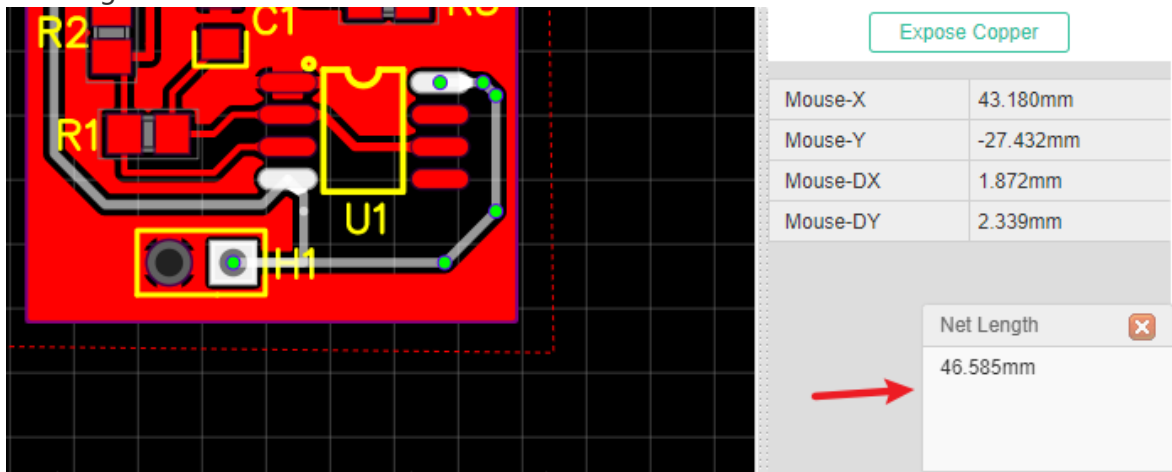 R2
C1
R1
U1
H1
Expose Copper
Mouse-X 43.180mm
Mouse-Y -27.432mm
Mouse-DX 1.872mm
Mouse-DY 2.339mm
Net Length
46.585mm